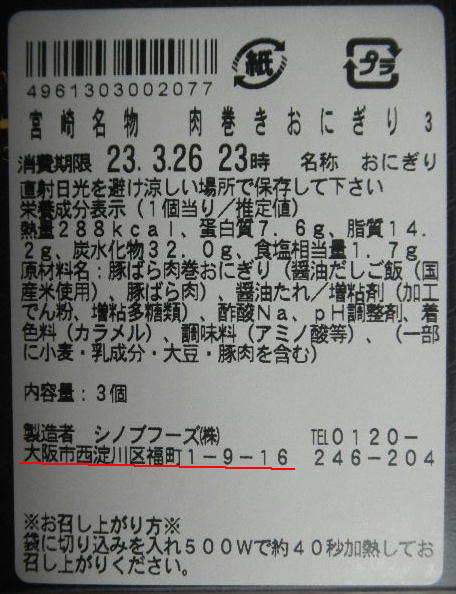 紙
プラ
4961303002077
宮崎名物 肉巻きおにぎり 3
消費期限 23.3.26 23時 名称 おにぎり
直射日光を避け涼しい場所で保存して下さい
栄養成分表示(1個当り/推定値)
熱量288kcal、蛋白質7.6g、脂質14.
2g、炭水化物32.0g、食塩相当量1.7g
原材料名:豚ばら肉巻おにぎり(醤油だしご飯(国
産米使用) 豚ばら肉)、醤油たれ/増粘剤(加工
でん粉、増粘多糖類)、酢酸Na、pH調整剤、着
色料(カラメル)、調味料(アミノ酸等)、(一部
に小麦・乳成分・大豆・豚肉を含む)
内容量:3個
製造者 シノブフーズ㈱ TEL0120-
大阪市西淀川区福町1-9-16 246-204
※お召し上がり方※
袋に切り込みを入れ500Wで約40秒加熱してお
召し上がりください。